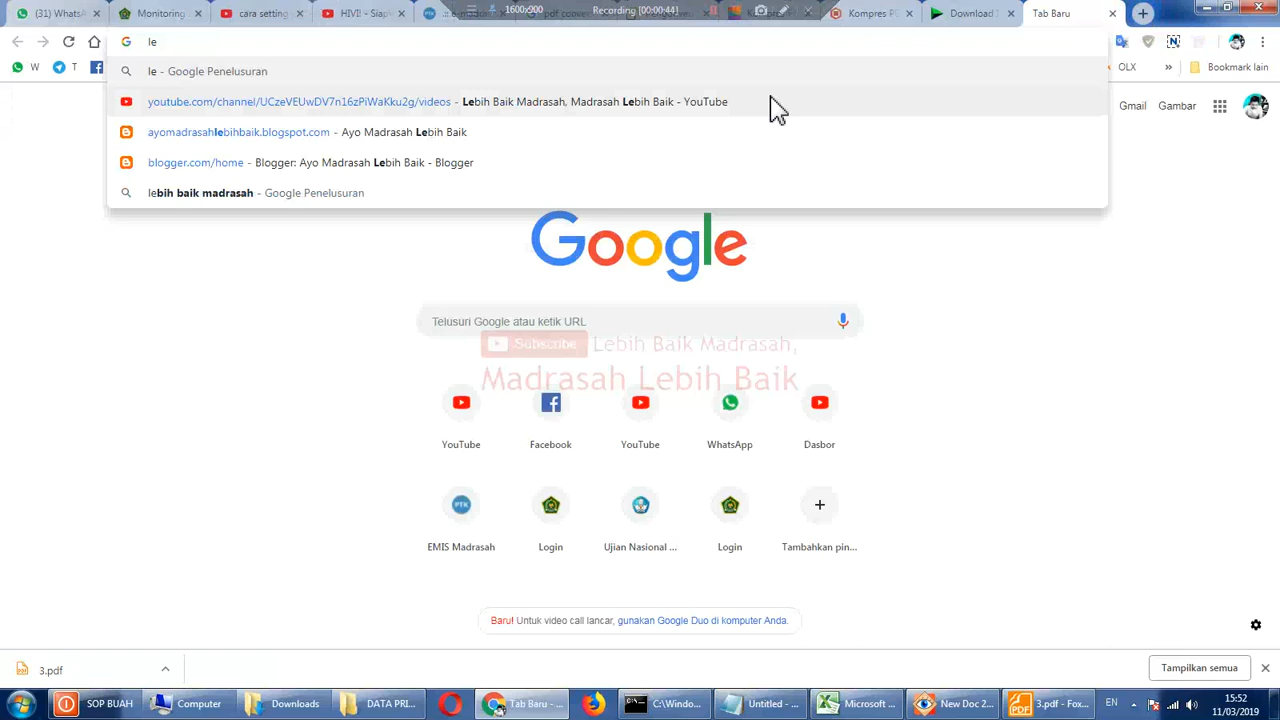 (31) WhatsA
Monitoring
cara setting
HIVI! - SiapA
1600x900
Recording [00:00:44]
Kompres PD
Download
Tab Baru
le
W
T
OLX
»
Bookmark lain
le - Google Penelusuran
youtube.com/channel/UCzeVEUwDV7n16zPiWaKku2g/videos - Lebih Baik Madrasah, Madrasah Lebih Baik - YouTube
ayomadrasahlebihbaik.blogspot.com - Ayo Madrasah Lebih Baik
blogger.com/home - Blogger: Ayo Madrasah Lebih Baik - Blogger
lebih baik madrasah - Google Penelusuran
Gmail Gambar
Google
Telusuri Google atau ketik URL
Subscribe Lebih Baik Madrasah,
Madrasah Lebih Baik
YouTube Facebook YouTube WhatsApp Dasbor
EMIS Madrasah Login Ujian Nasional ... Login Tambahkan pin...
Baru! Untuk video call lancar, gunakan Google Duo di komputer Anda.
3.pdf
Tampilkan semua
SOP BUAH Computer Downloads DATA PRI... Tab Baru - ... C:\Windo... Untitled - ... Microsoft ... New Doc 2... 3.pdf - Fox...
EN
15:52
11/03/2019